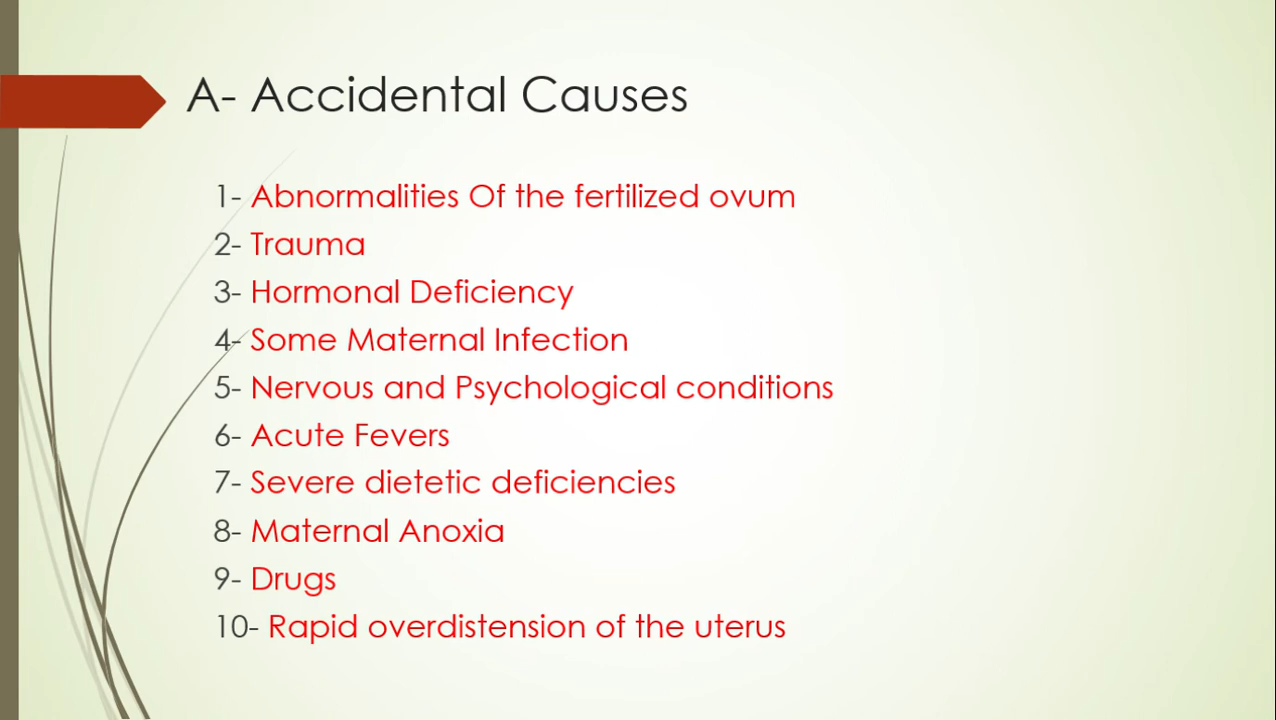 A- Accidental Causes
1- Abnormalities Of the fertilized ovum
2- Trauma
3- Hormonal Deficiency
4- Some Maternal Infection
5- Nervous and Psychological conditions
6- Acute Fevers
7- Severe dietetic deficiencies
8- Maternal Anoxia
9- Drugs
10- Rapid overdistension of the uterus